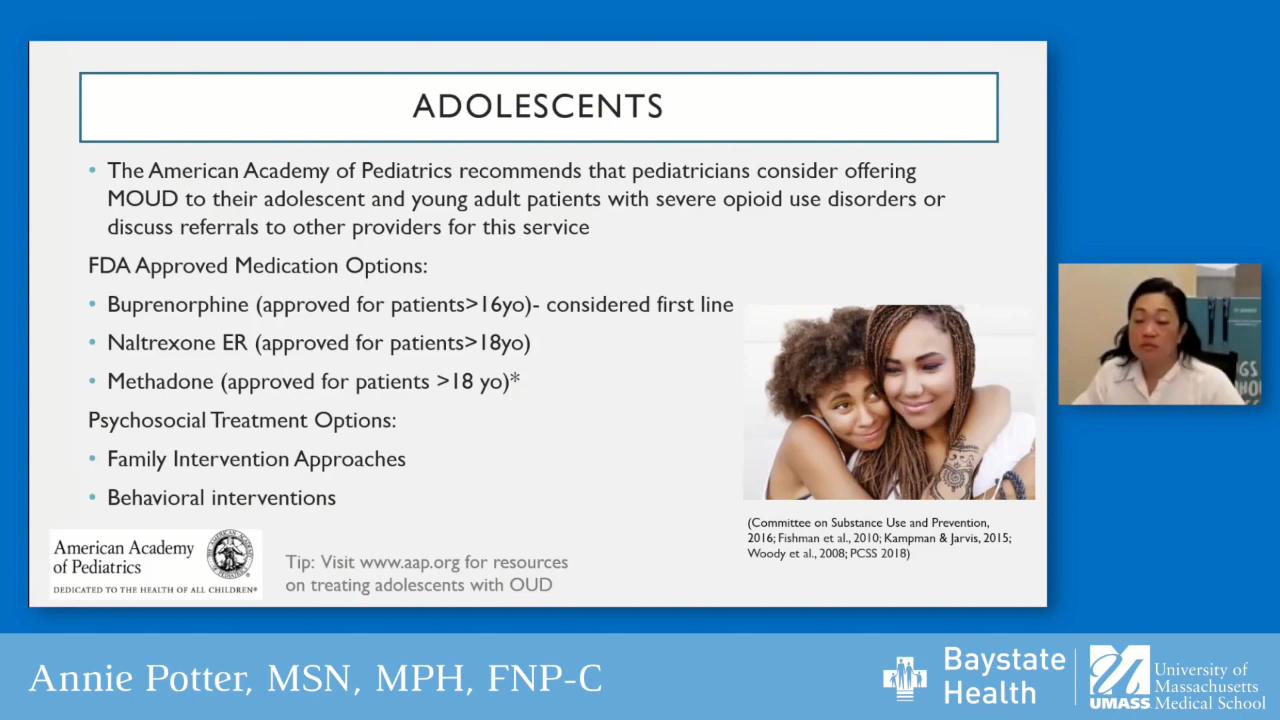 ADOLESCENTS
• The American Academy of Pediatrics recommends that pediatricians consider offering
MOUD to their adolescent and young adult patients with severe opioid use disorders or
discuss referrals to other providers for this service
FDA Approved Medication Options:
• Buprenorphine (approved for patients>16yo)- considered first line
• Naltrexone ER (approved for patients>18yo)
• Methadone (approved for patients >18 yo)*
Psychosocial Treatment Options:
• Family Intervention Approaches
• Behavioral interventions
(Committee on Substance Use and Prevention,
2016; Fishman et al., 2010; Kampman & Jarvis, 2015;
Woody et al., 2008; PCSS 2018)
American Academy
of Pediatrics
DEDICATED TO THE HEALTH OF ALL CHILDREN®
Tip: Visit www.aap.org for resources
on treating adolescents with OUD
Annie Potter, MSN, MPH, FNP-C
Baystate
Health
UMASS
University of
Massachusetts
Medical School